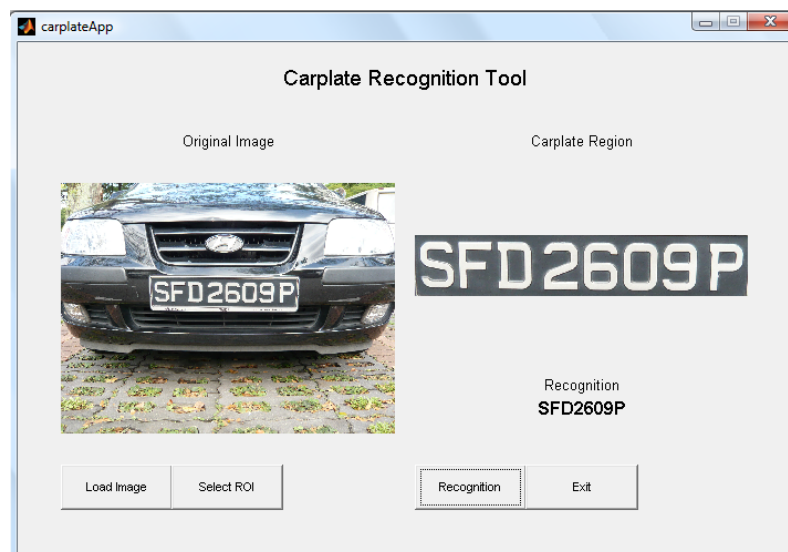 carplateApp
Carplate Recognition Tool
Original Image
Carplate Region
SFD2609P
SFD2609P
Recognition
SFD2609P
Load Image
Select ROI
Recognition
Exit